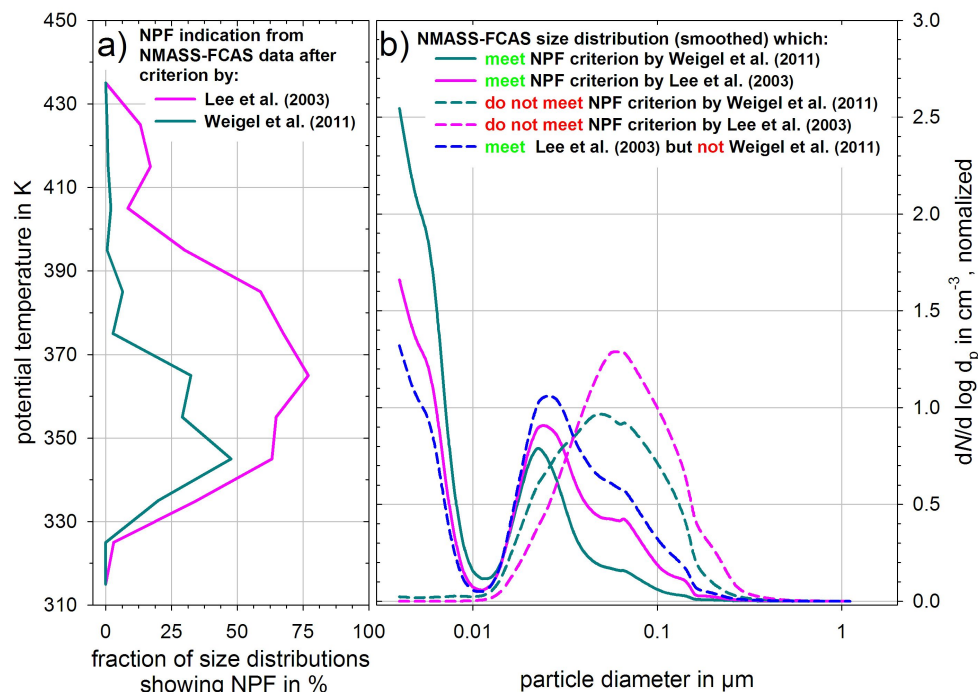 a)
NPF indication from
NMASS-FCAS data after
criterion by:
Lee et al. (2003)
Weigel et al. (2011)
potential temperature in K
450
430
410
390
370
350
330
310
0
25
50
75
100
fraction of size distributions
showing NPF in %
b)
NMASS-FCAS size distribution (smoothed) which:
meet NPF criterion by Weigel et al. (2011)
meet NPF criterion by Lee et al. (2003)
do not meet NPF criterion by Weigel et al. (2011)
do not meet NPF criterion by Lee et al. (2003)
meet Lee et al. (2003) but not Weigel et al. (2011)
3.0
2.5
2.0
1.5
1.0
0.5
0.0
dN/d log dp in cm-3, nomalized
0.01
0.1
1
particle diameter in µm